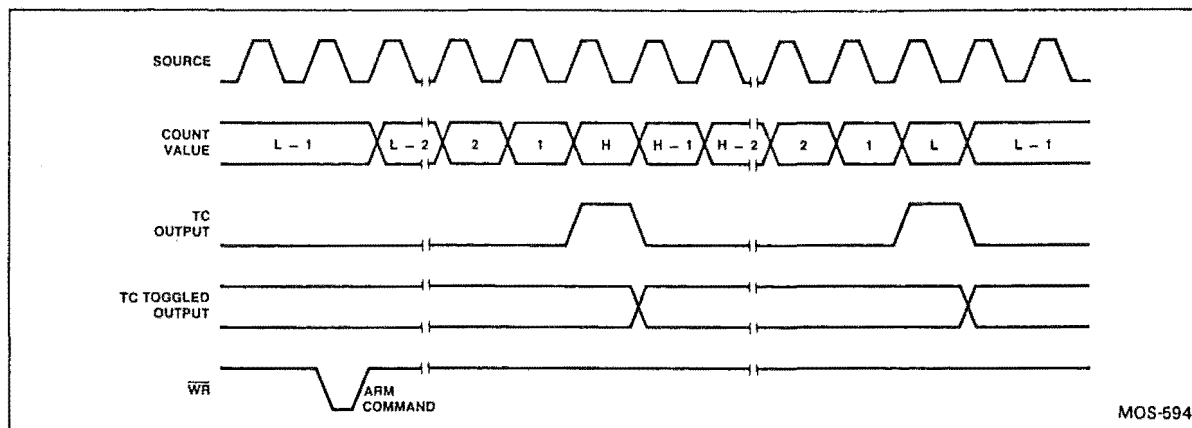 SOURCE
COUNT
VALUE
L – 1 L – 2 2 1 H H – 1 H – 2 2 1 L L – 1
TC
OUTPUT
TC TOGGLED
OUTPUT
WR
ARM
COMMAND
MOS-594